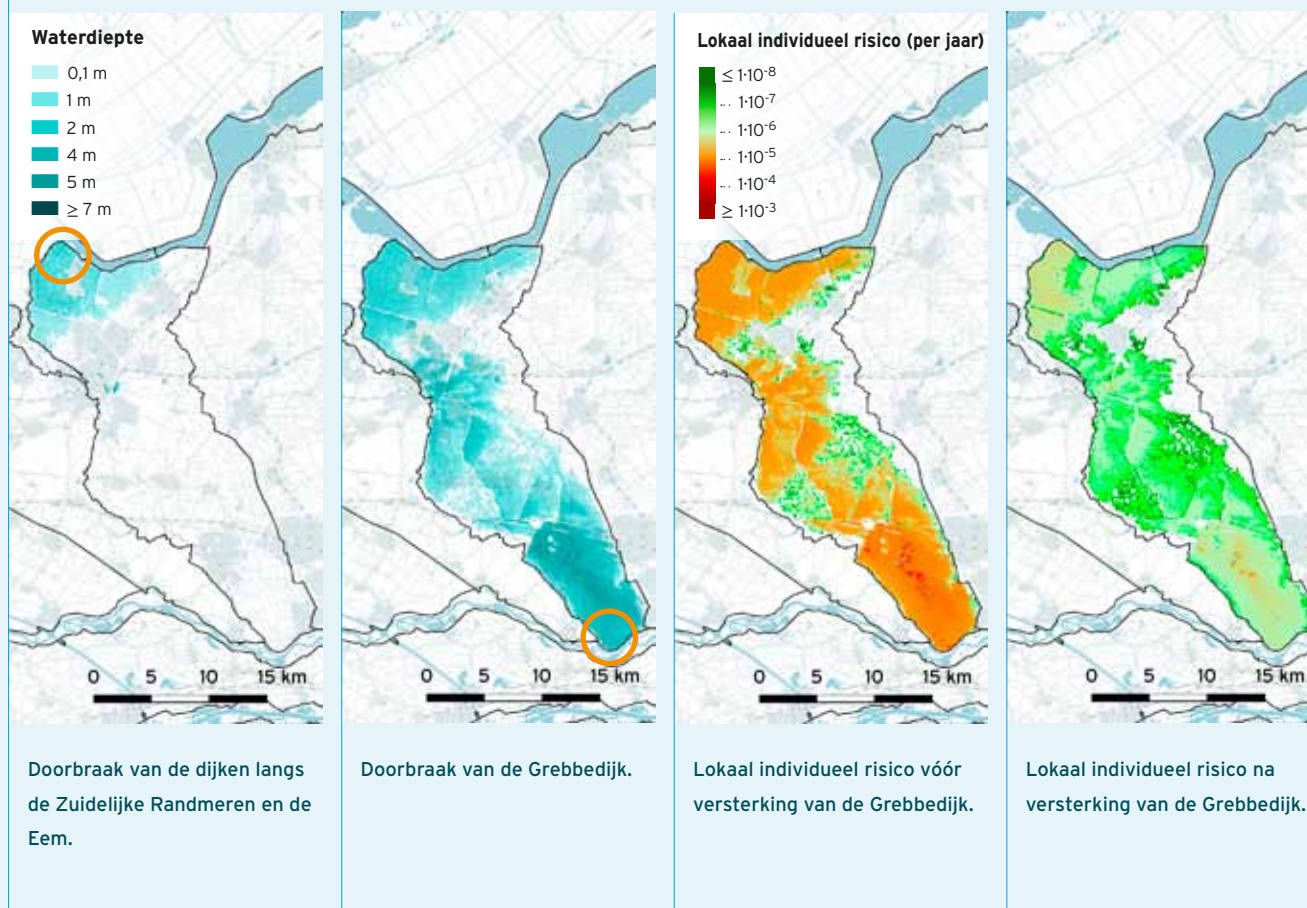 Waterdiepte
0,1 m
1 m
2 m
4 m
5 m
≥ 7 m
0 5 10 15 km
Doorbraak van de dijken langs
de Zuidelijke Randmeren en de
Eem.
0 5 10 15 km
Doorbraak van de Grebbedijk.
Lokaal individueel risico (per jaar)
≤ 1·10⁻⁸
... 1·10⁻⁷
... 1·10⁻⁶
... 1·10⁻⁵
... 1·10⁻⁴
≥ 1·10⁻³
0 5 10 15 km
Lokaal individueel risico vóór
versterking van de Grebbedijk.
0 5 10 15 km
Lokaal individueel risico na
versterking van de Grebbedijk.